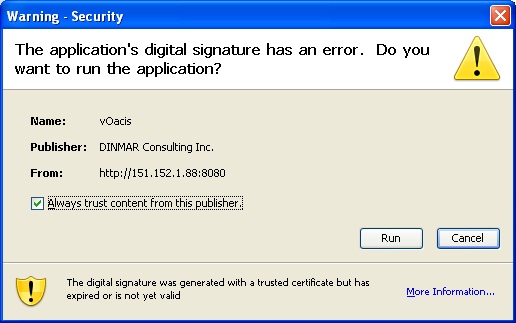 Warning - Security
The application's digital signature has an error. Do you
want to run the application?
Name: vOacis
Publisher: DINMAR Consulting Inc.
From: http://151.152.1.88:8080
Always trust content from this publisher.
Run Cancel
The digital signature was generated with a trusted certificate but has
expired or is not yet valid
More Information...